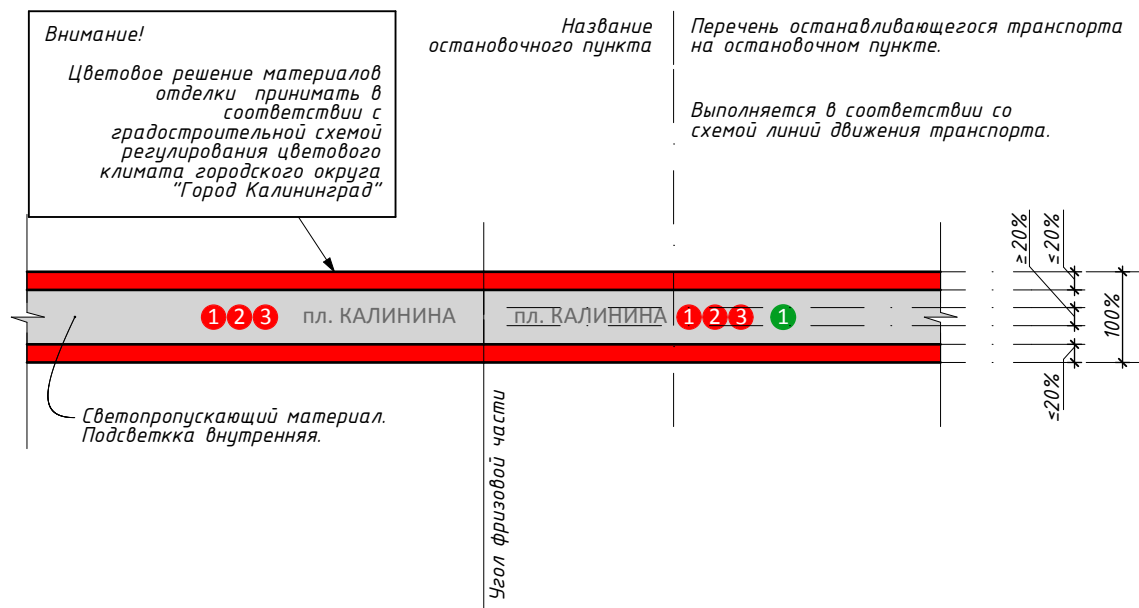 Внимание!
Цветовое решение материалов
отделки принимать в
соответствии с
градостроительной схемой
регулирования цветового
климата городского округа
"Город Калининград"
Название
остановочного пункта
Перечень останавливающегося транспорта
на остановочном пункте.
Выполняется в соответствии со
схемой линий движения транспорта.
≥20%
≤20%
100%
≤20%
1 2 3 пл. КАЛИНИНА
пл. КАЛИНИНА 1 2 3 1
Светопропускающий материал.
Подсветкка внутренняя.
Угол фризовой части